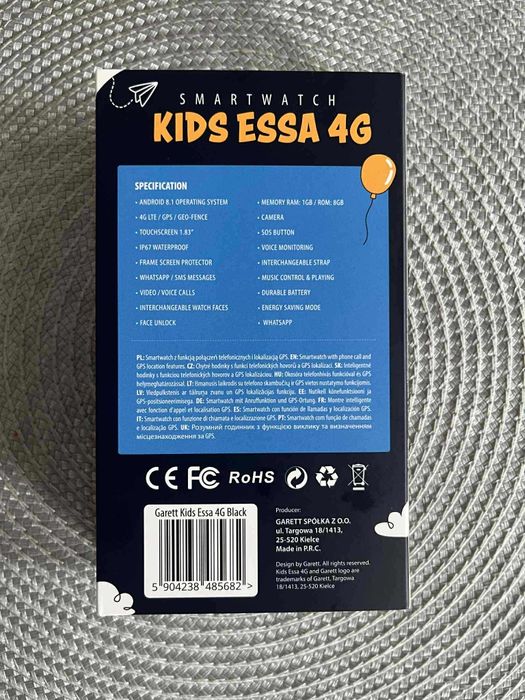 SMARTWATCH
KIDS ESSA 4G
SPECIFICATION
• ANDROID 8.1 OPERATING SYSTEM
• 4G LTE / GPS / GEO-FENCE
• TOUCHSCREEN 1.83"
• IP67 WATERPROOF
• FRAME SCREEN PROTECTOR
• WHATSAPP / SMS MESSAGES
• VIDEO / VOICE CALLS
• INTERCHANGEABLE WATCH FACES
• FACE UNLOCK
• MEMORY RAM: 1GB / ROM: 8GB
• CAMERA
• SOS BUTTON
• VOICE MONITORING
• INTERCHANGEABLE STRAP
• MUSIC CONTROL & PLAYING
• DURABLE BATTERY
• ENERGY SAVING MODE
• WHATSAPP
PL: Smartwatch z funkcją połączeń telefonicznych i lokalizacją GPS. EN: Smartwatch with phone call and
GPS location features. CZ: Chytré hodinky s funkcí telefonních hovorů a GPS lokalizací. SK: Inteligentné
hodinky s funkciou telefonických hovorov a GPS lokalizáciou. HU: Okosóra telefonhívás funkcióval és GPS
helymeghatározással. LT: Išmanusis laikrodis su telefono skambučių ir GPS vietos nustatymo funkcijomis.
LV: Viedpulkstenis ar tālruņa zvanu un GPS lokalizācijas funkciju. EE: Nutikell kõnefunktsiooni ja
GPS-positsioneerimisega. DE: Smartwatch mit Anruffunktion und GPS-Ortung. FR: Montre intelligente
avec fonction d'appel et localisation GPS. ES: Smartwatch con función de llamadas y localización GPS.
IT: Smartwatch con funzione di chiamata e localizzazione GPS. PT: Smartwatch com função de chamadas
e localização GPS. UK: Розумний годинник з функцією виклику та визначенням
місцезнаходження за GPS.
CE FC RoHS
Garett Kids Essa 4G Black
5 904238 485682 >
Producer:
GARETT SPÓŁKA Z O.O.
ul. Targowa 18/1413,
25-520 Kielce
Made in P.R.C.
Design by Garett. All rights reserved.
Kids Essa 4G and Garett logo are
trademarks of Garett, Targowa
18/1413, 25-520 Kielce